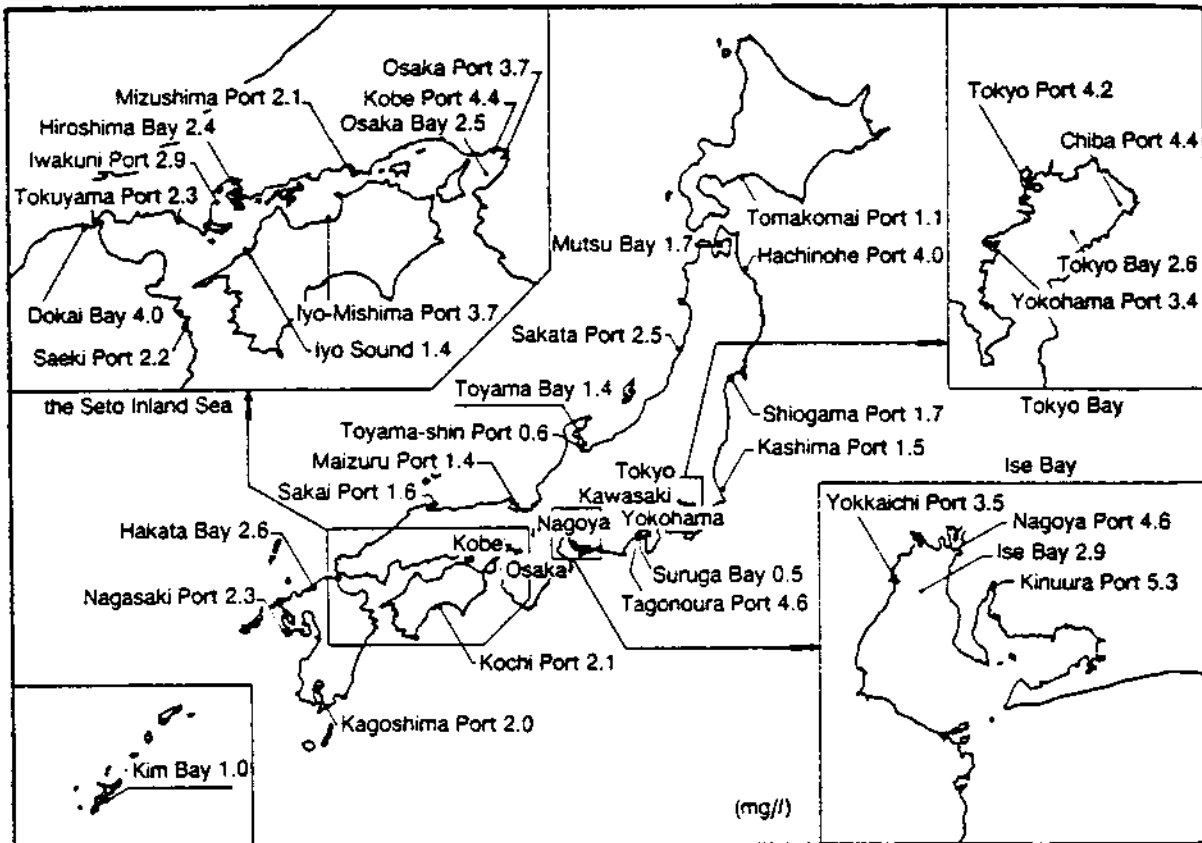 Osaka Port 3.7
Kobe Port 4.4
Osaka Bay 2.5
Mizushima Port 2.1
Hiroshima Bay 2.4
Iwakuni Port 2.9
Tokuyama Port 2.3
Dokai Bay 4.0
Saeki Port 2.2
Iyo-Mishima Port 3.7
Iyo Sound 1.4
the Seto Inland Sea
Tokyo Port 4.2
Chiba Port 4.4
Tokyo Bay 2.6
Yokohama Port 3.4
Tokyo Bay
Tomakomai Port 1.1
Mutsu Bay 1.7
Hachinohe Port 4.0
Sakata Port 2.5
Toyama Bay 1.4
Toyama-shin Port 0.6
Maizuru Port 1.4
Sakai Port 1.6
Hakata Bay 2.6
Nagasaki Port 2.3
Shiogama Port 1.7
Kashima Port 1.5
Tokyo
Kawasaki
Yokohama
Nagoya
Kobe
Osaka
Suruga Bay 0.5
Tagonoura Port 4.6
Kochi Port 2.1
Kagoshima Port 2.0
Kim Bay 1.0
Ise Bay
Yokkaichi Port 3.5
Nagoya Port 4.6
Ise Bay 2.9
Kinuura Port 5.3
(mg/l)